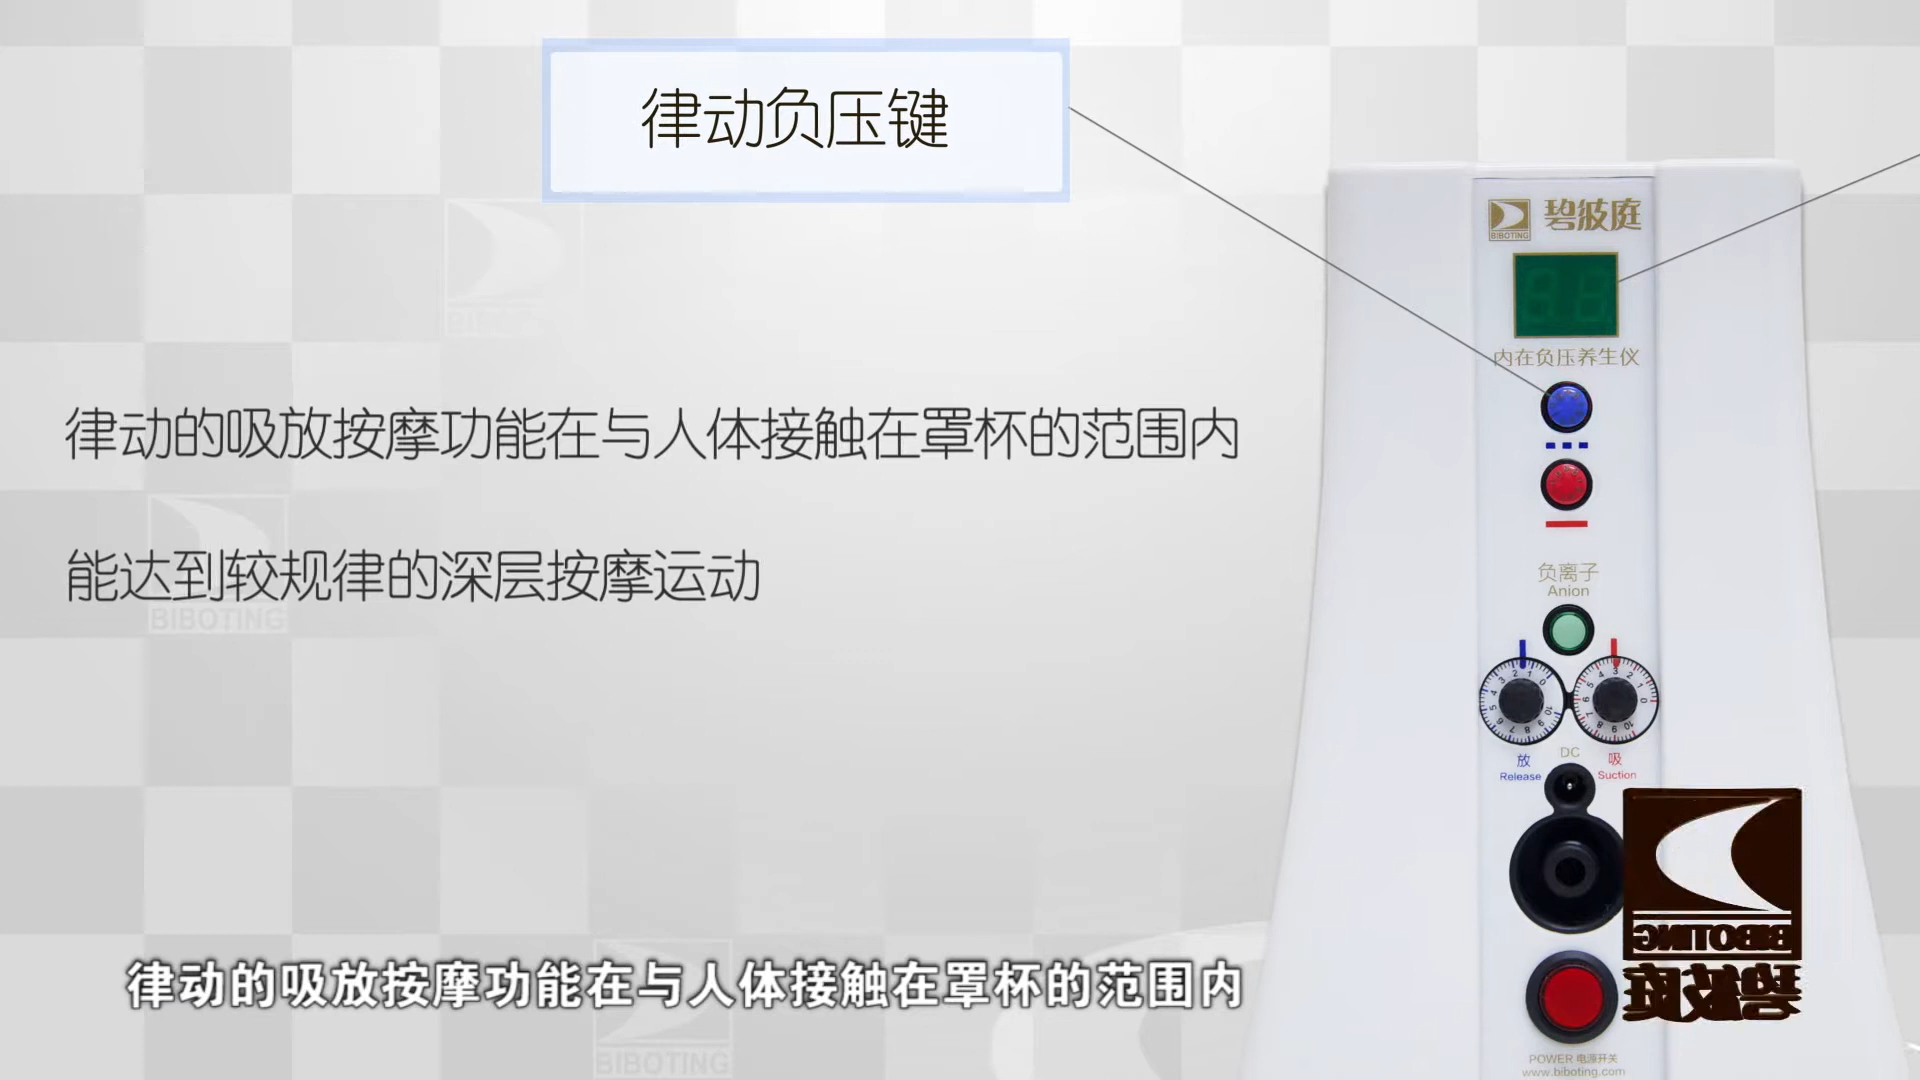 律动负压键
碧波庭
BIBOTING
内在负压养生仪
律动的吸放按摩功能在与人体接触在罩杯的范围内
能达到较规律的深层按摩运动
负离子
Anion
DC
放
吸
Release
Suction
BIBOTING
碧波庭
BIBOTING
BIBOTING
律动的吸放按摩功能在与人体接触在罩杯的范围内
POWER 电源开关
www.biboting.com